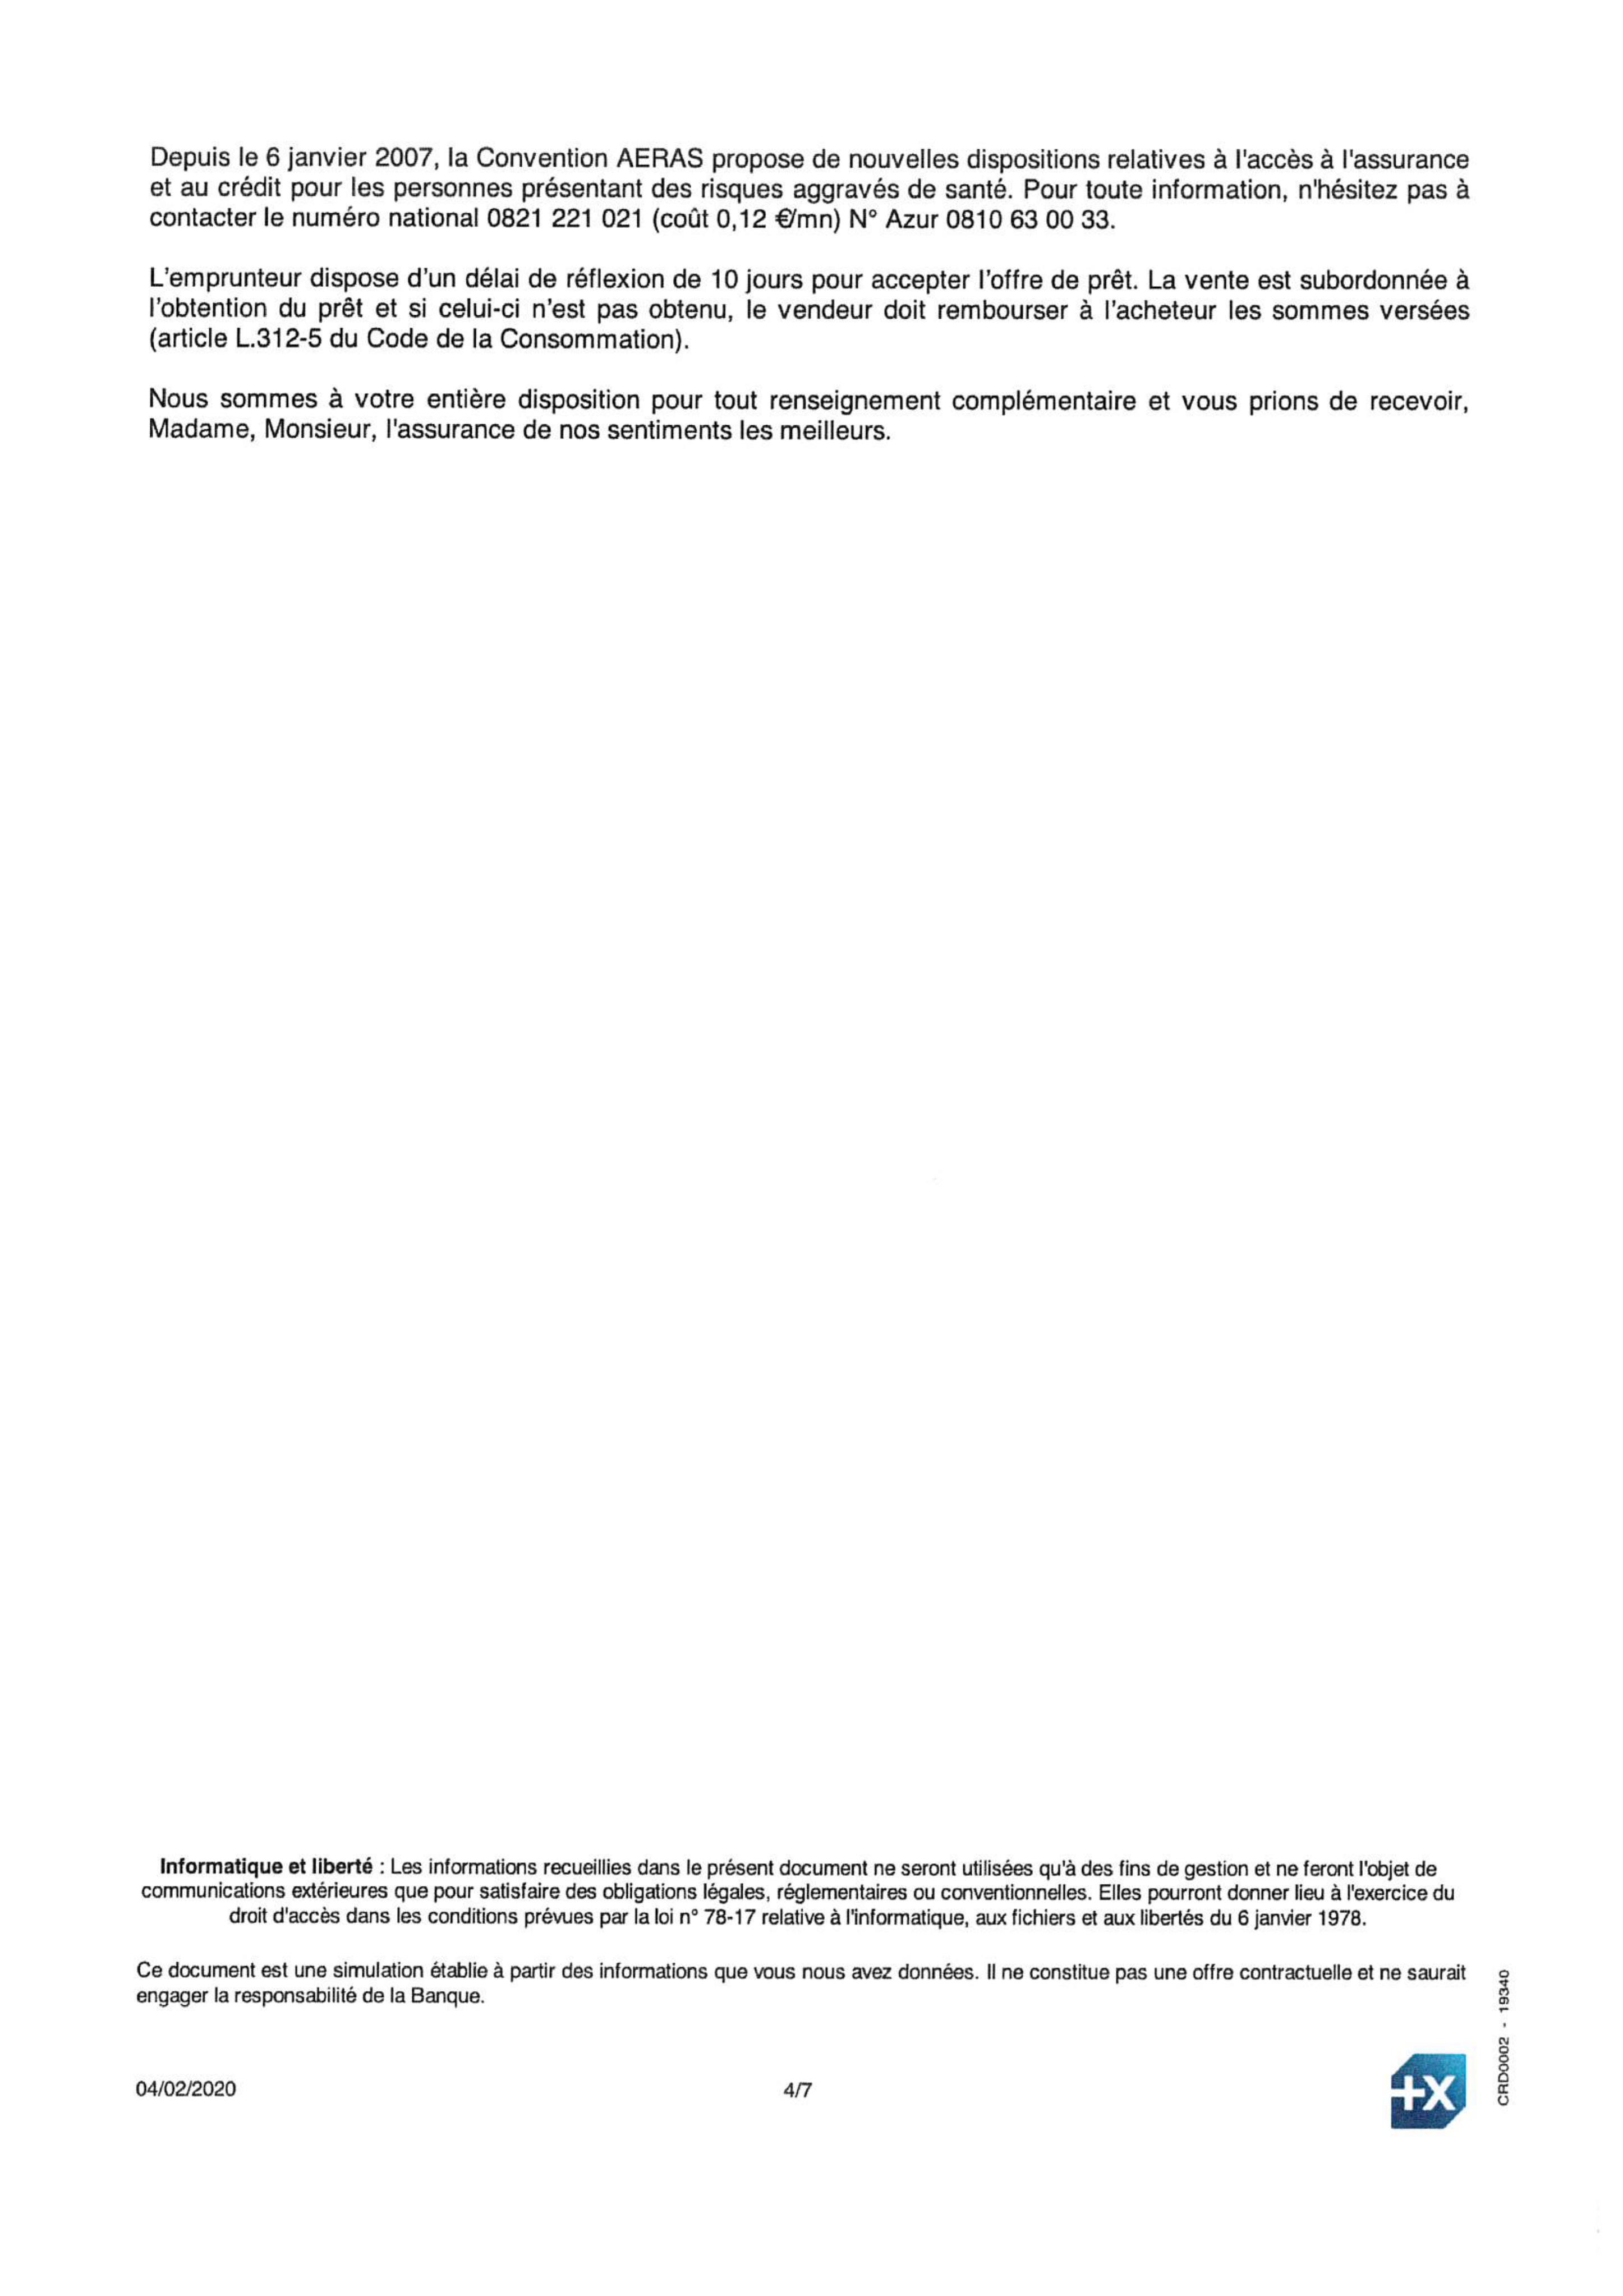 Depuis le 6 janvier 2007, la Convention AERAS propose de nouvelles dispositions relatives à l'accès à l'assurance
et au crédit pour les personnes présentant des risques aggravés de santé. Pour toute information, n'hésitez pas à
contacter le numéro national 0821 221 021 (coût 0,12 €/mn) N° Azur 0810 63 00 33.
L'emprunteur dispose d'un délai de réflexion de 10 jours pour accepter l'offre de prêt. La vente est subordonnée à
l'obtention du prêt et si celui-ci n'est pas obtenu, le vendeur doit rembourser à l'acheteur les sommes versées
(article L.312-5 du Code de la Consommation).
Nous sommes à votre entière disposition pour tout renseignement complémentaire et vous prions de recevoir,
Madame, Monsieur, l'assurance de nos sentiments les meilleurs.
Informatique et liberté : Les informations recueillies dans le présent document ne seront utilisées qu'à des fins de gestion et ne feront l'objet de
communications extérieures que pour satisfaire des obligations légales, réglementaires ou conventionnelles. Elles pourront donner lieu à l'exercice du
droit d'accès dans les conditions prévues par la loi n° 78-17 relative à l'informatique, aux fichiers et aux libertés du 6 janvier 1978.
Ce document est une simulation établie à partir des informations que vous nous avez données. Il ne constitue pas une offre contractuelle et ne saurait
engager la responsabilité de la Banque.
04/02/2020
4/7
+X
CRD0002 - 19340